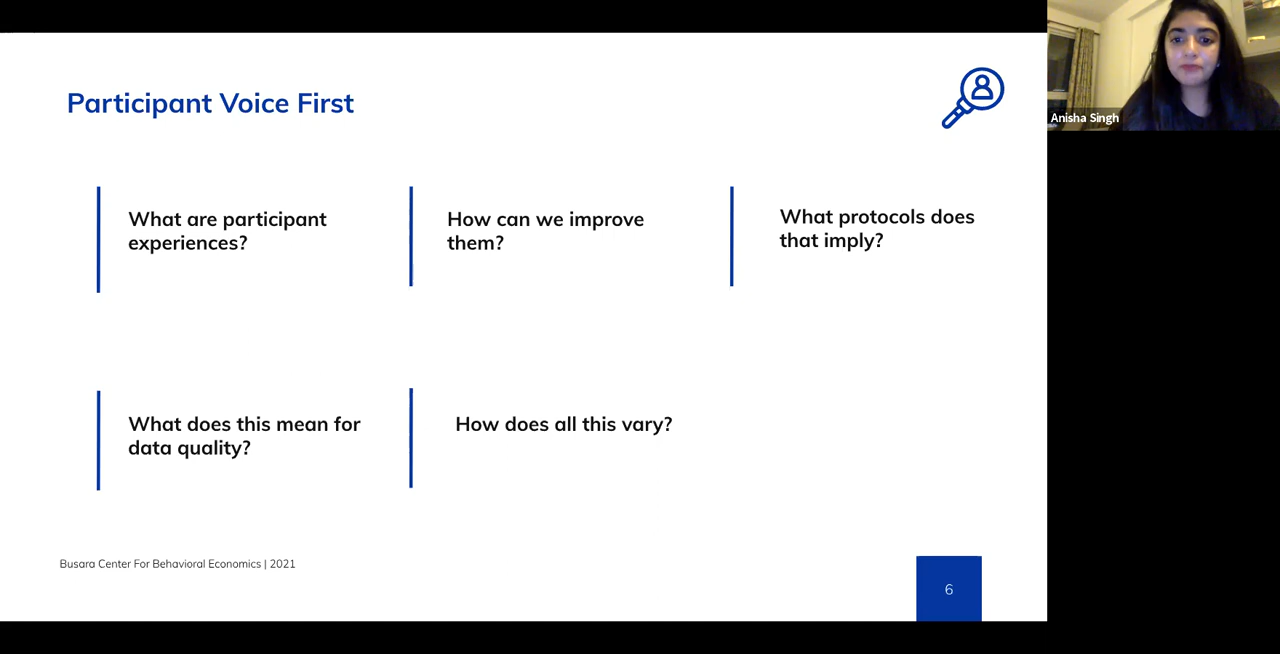 Participant Voice First
Anisha Singh
What are participant
experiences?
How can we improve
them?
What protocols does
that imply?
What does this mean for
data quality?
How does all this vary?
Busara Center For Behavioral Economics | 2021
6